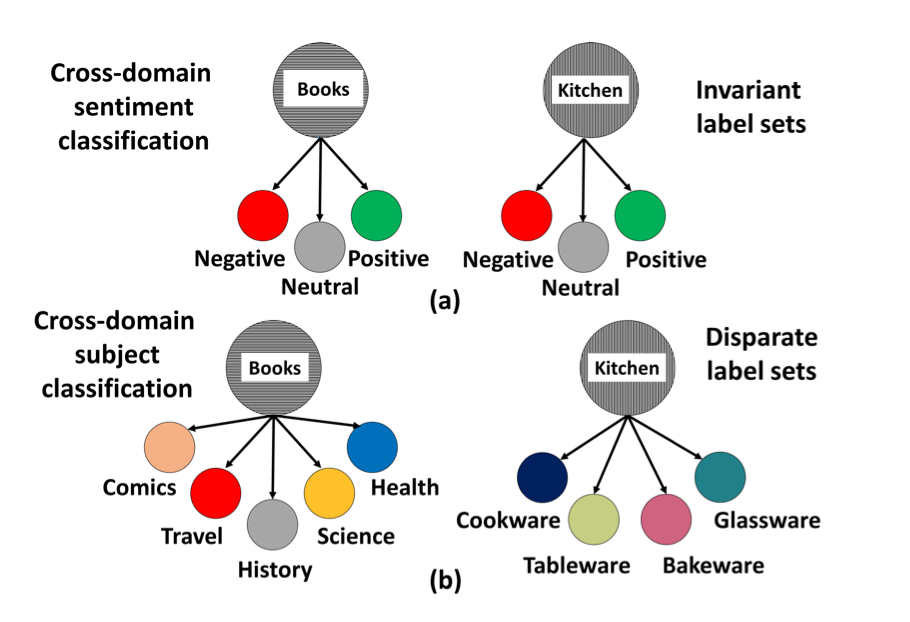 Cross-domain
sentiment
classification
Books
Kitchen
Invariant
label sets
Negative
Neutral
Positive
Negative
Neutral
Positive
(a)
Cross-domain
subject
classification
Books
Kitchen
Disparate
label sets
Comics
Travel
History
Science
Health
Cookware
Tableware
Bakeware
Glassware
(b)